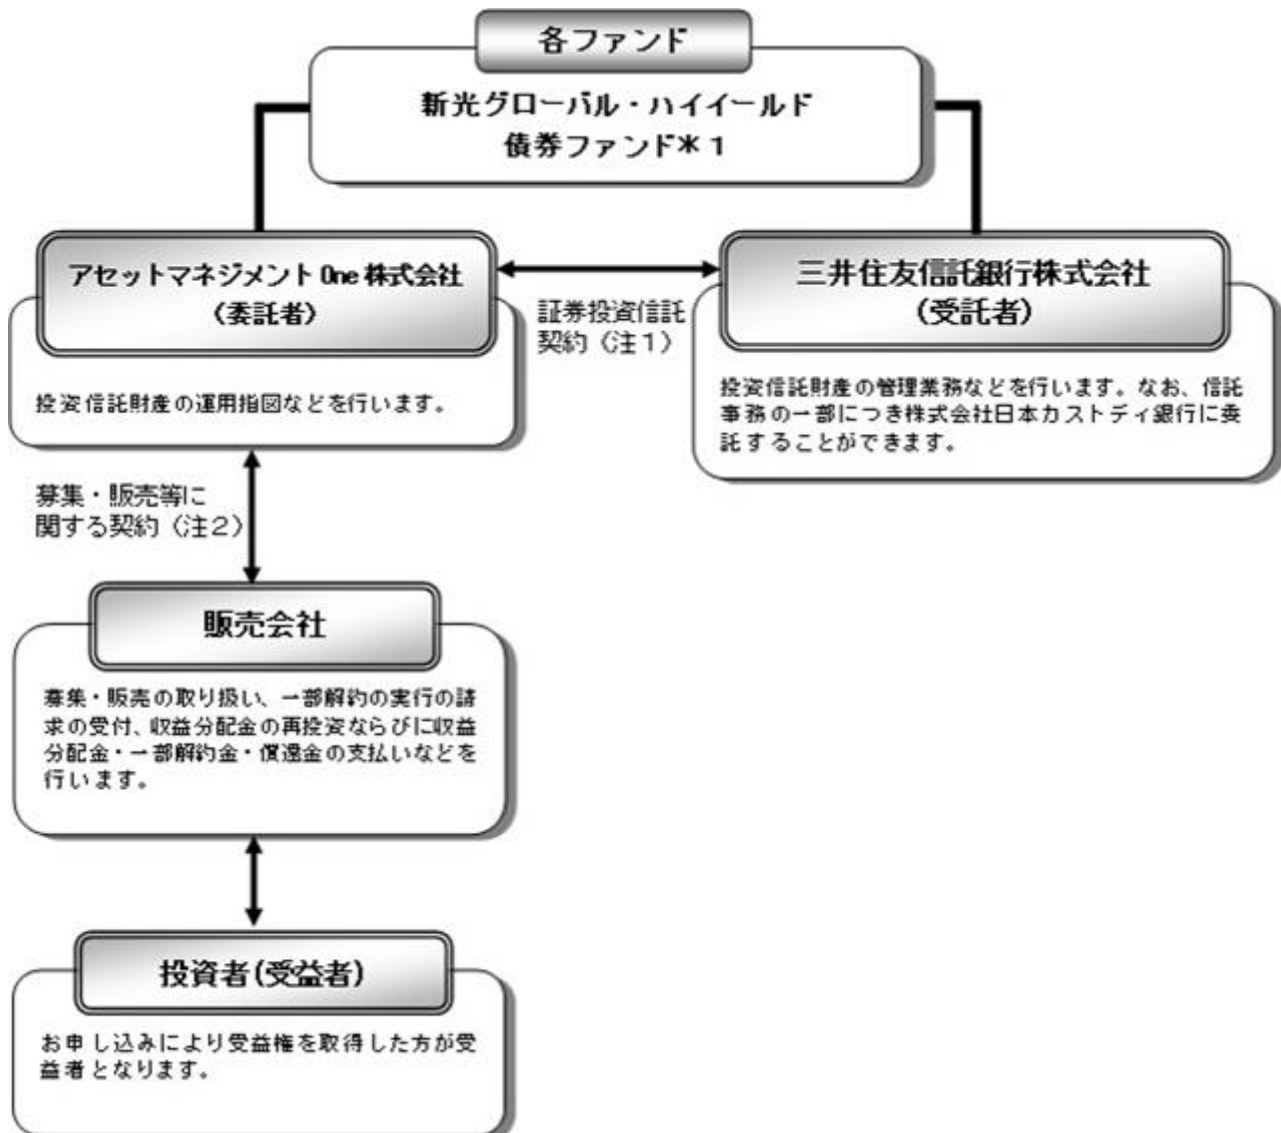 各ファンド
新光グローバル・ハイイールド
債券ファンド＊１
アセットマネジメント One 株式会社
（委託者）
投資信託財産の運用指図などを行います。
証券投資信託
契約（注１）
三井住友信託銀行株式会社
（受託者）
投資信託財産の管理業務などを行います。なお、信託
事務の一部につき株式会社日本カストディ銀行に委
託することができます。
募集・販売等に
関する契約（注２）
販売会社
募集・販売の取り扱い、一部解約の実行の請
求の受付、収益分配金の再投資ならびに収益
分配金・一部解約金・償還金の支払いなどを
行います。
投資者(受益者)
お申し込みにより受益権を取得した方が受
益者となります。